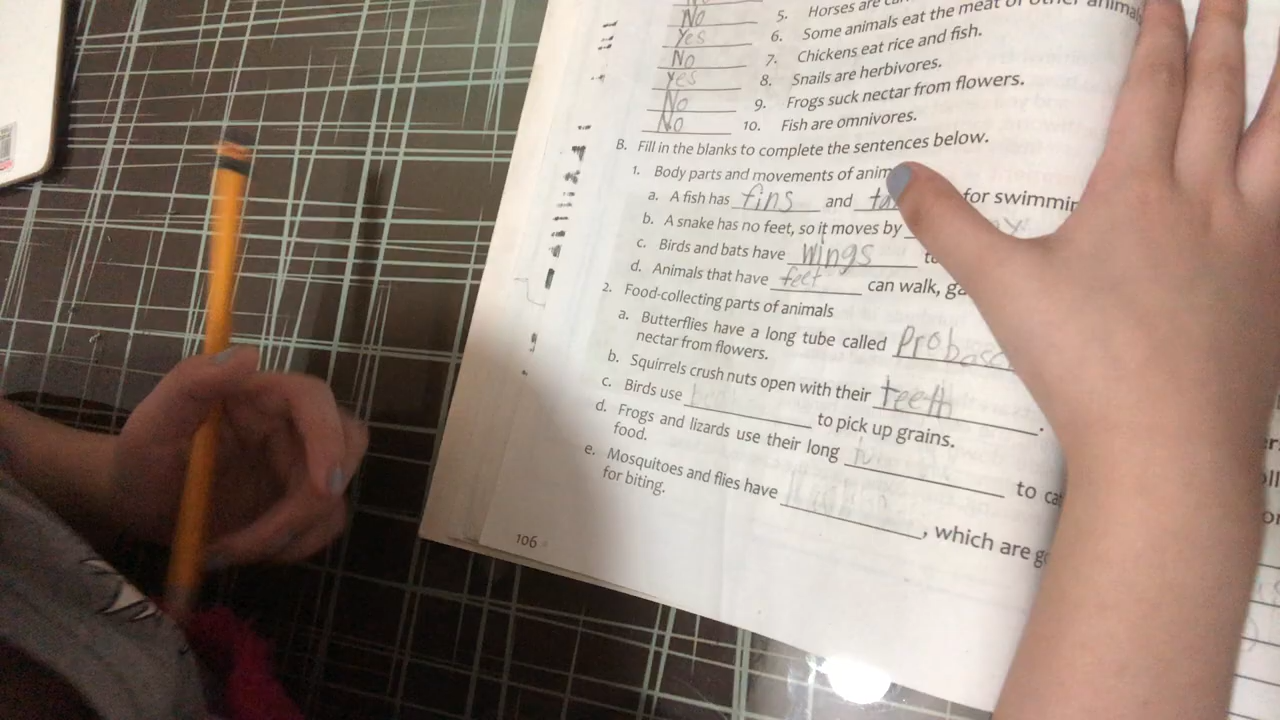 No 5. Horses are
Yes 6. Some animals eat the meat of other animal
No 7. Chickens eat rice and fish.
Yes 8. Snails are herbivores.
No 9. Frogs suck nectar from flowers.
No 10. Fish are omnivores.
B. Fill in the blanks to complete the sentences below.
1. Body parts and movements of anim
a. A fish has fins and ta for swimmin
b. A snake has no feet, so it moves by
c. Birds and bats have wings t
d. Animals that have feet can walk, ga
2. Food-collecting parts of animals
a. Butterflies have a long tube called Probosc
nectar from flowers.
b. Squirrels crush nuts open with their teeth.
c. Birds use to pick up grains.
d. Frogs and lizards use their long to cat
food.
e. Mosquitoes and flies have , which are g
for biting.
106